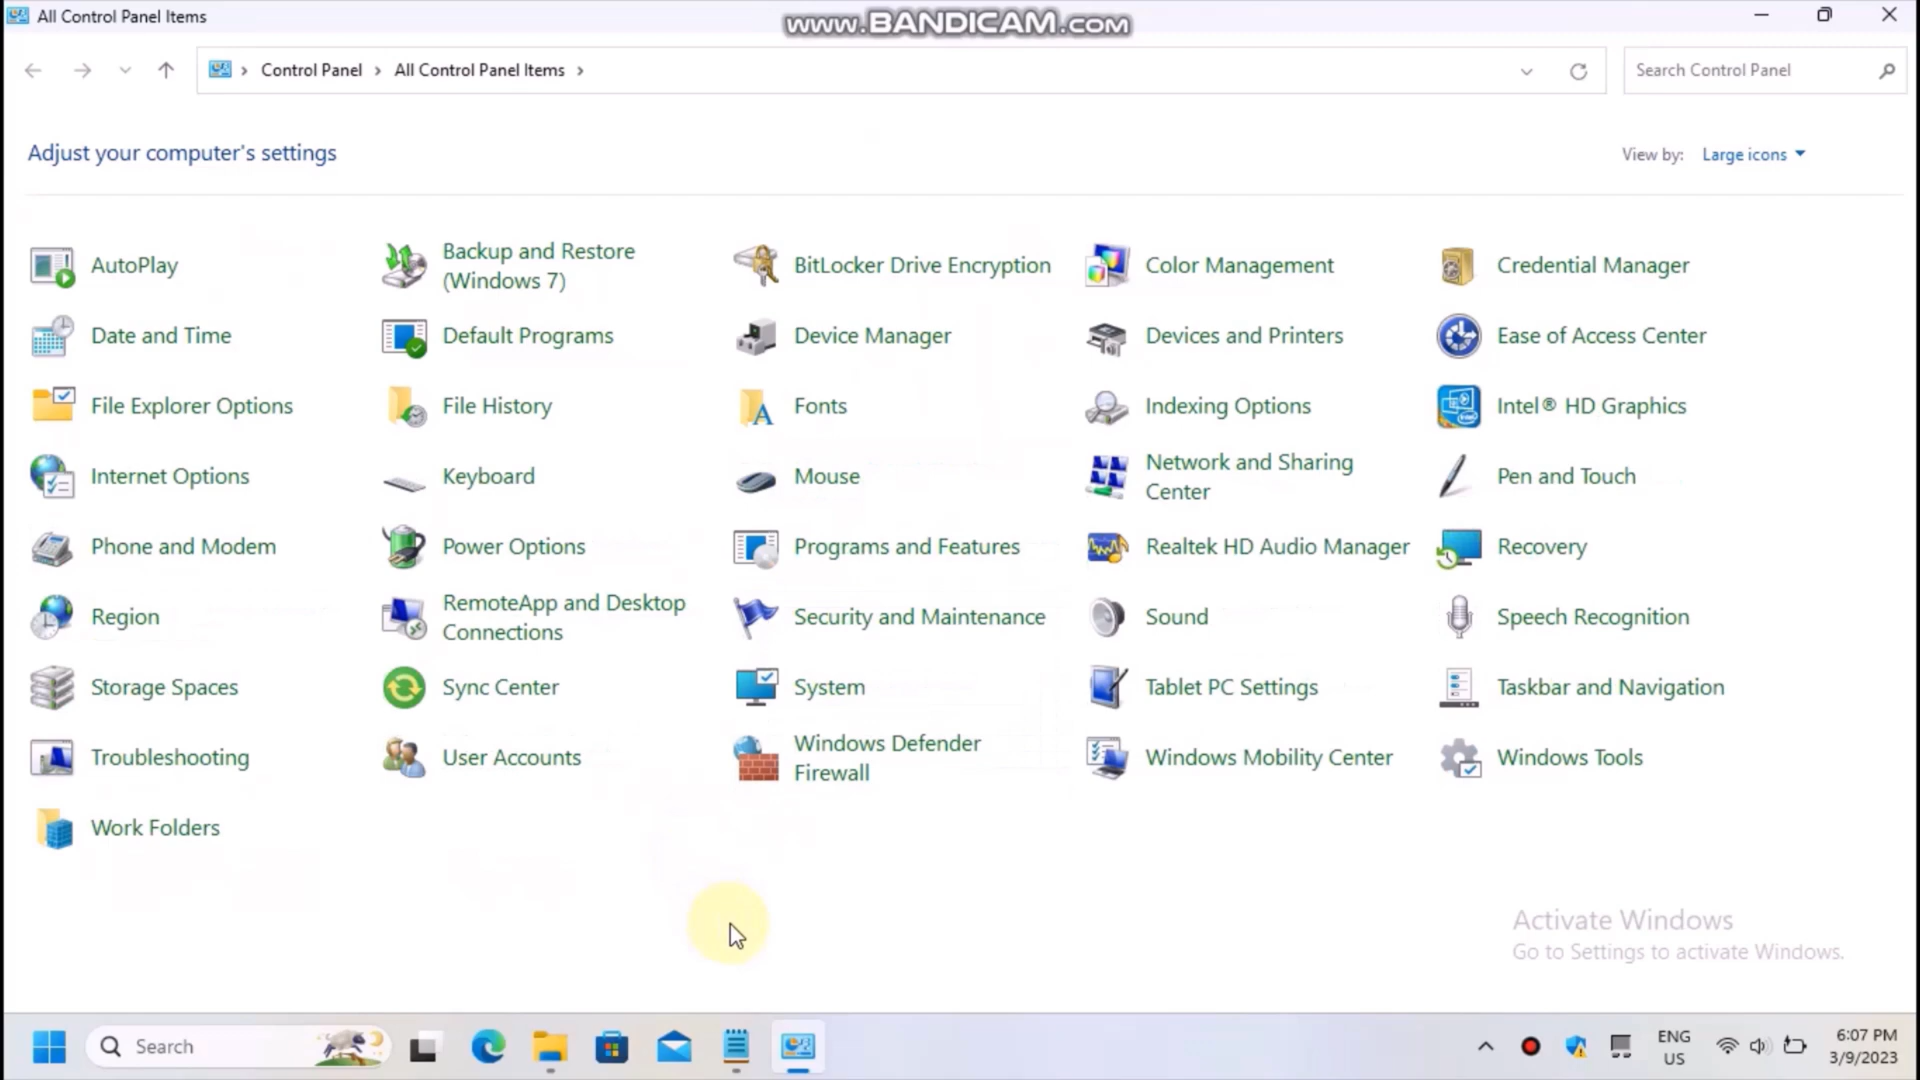 All Control Panel Items
www.BANDICAM.com
Control Panel
All Control Panel Items
Search Control Panel
Adjust your computer's settings
View by:
Large icons
AutoPlay
Backup and Restore
(Windows 7)
BitLocker Drive Encryption
Color Management
Credential Manager
Date and Time
Default Programs
Device Manager
Devices and Printers
Ease of Access Center
File Explorer Options
File History
Fonts
Indexing Options
Intel® HD Graphics
Internet Options
Keyboard
Mouse
Network and Sharing
Center
Pen and Touch
Phone and Modem
Power Options
Programs and Features
Realtek HD Audio Manager
Recovery
Region
RemoteApp and Desktop
Connections
Security and Maintenance
Sound
Speech Recognition
Storage Spaces
Sync Center
System
Tablet PC Settings
Taskbar and Navigation
Troubleshooting
User Accounts
Windows Defender
Firewall
Windows Mobility Center
Windows Tools
Work Folders
Activate Windows
Go to Settings to activate Windows.
Search
ENG
US
6:07 PM
3/9/2023